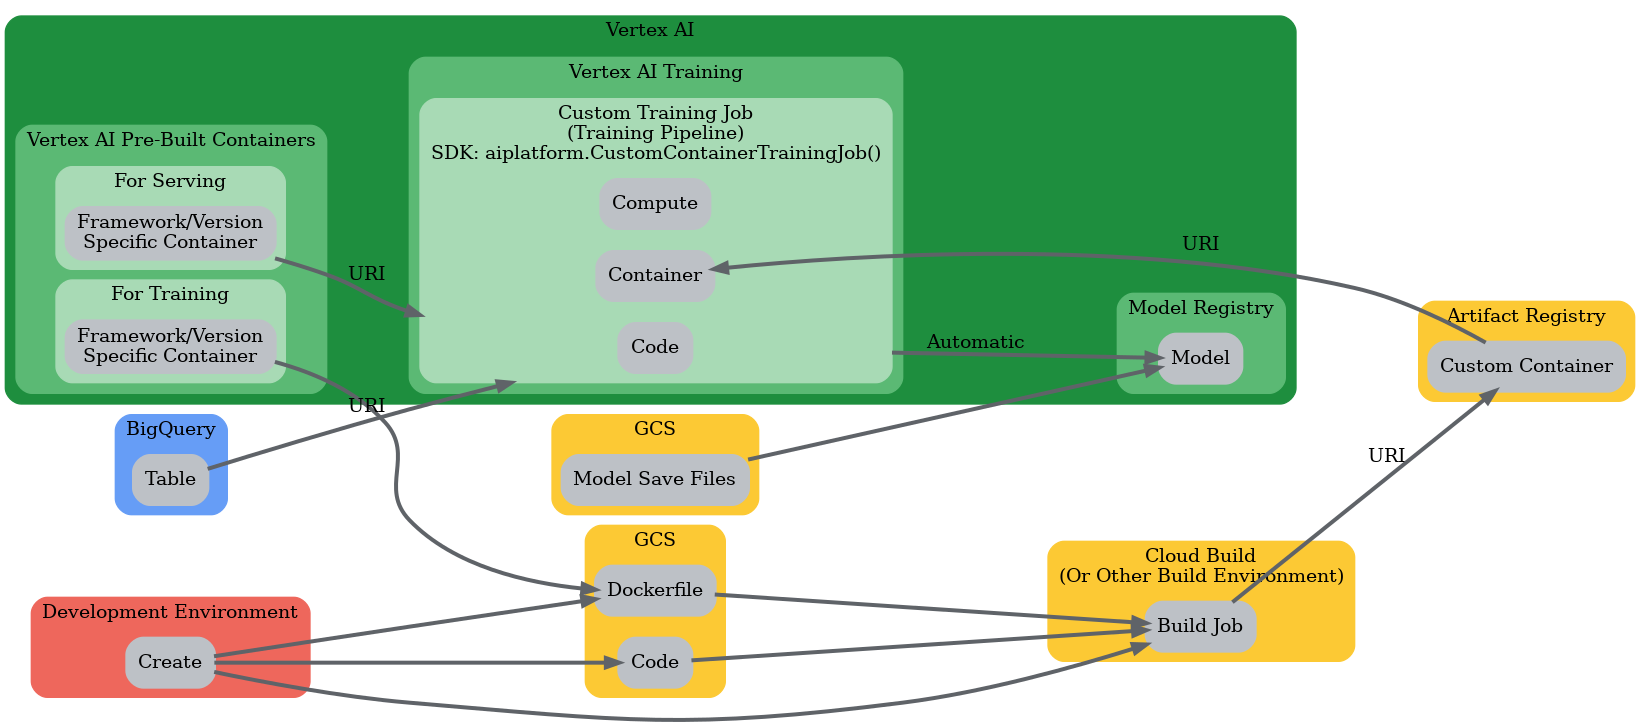 Vertex AI
Vertex AI Training
Custom Training Job
(Training Pipeline)
SDK: aiplatform.CustomContainerTrainingJob()
Vertex AI Pre-Built Containers
For Serving
Framework/Version
Specific Container
For Training
Framework/Version
Specific Container
URI
URI
Compute
Container
Code
Automatic
URI
Model Registry
Model
Artifact Registry
Custom Container
BigQuery
Table
GCS
Model Save Files
URI
GCS
Dockerfile
Code
Cloud Build
(Or Other Build Environment)
Build Job
Development Environment
Create